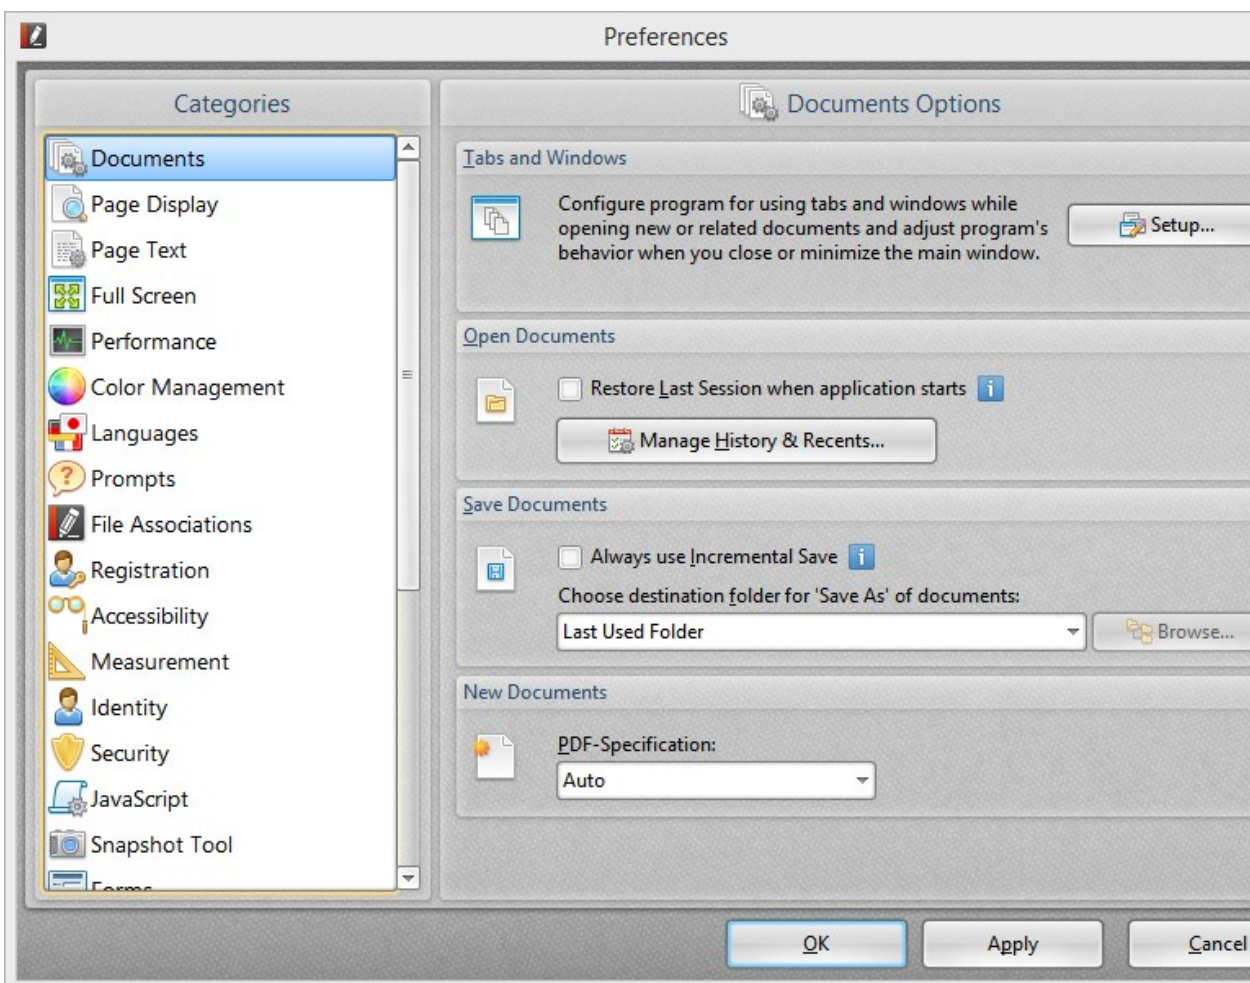 Preferences
Categories
Documents
Page Display
Page Text
Full Screen
Performance
Color Management
Languages
Prompts
File Associations
Registration
Accessibility
Measurement
Identity
Security
JavaScript
Snapshot Tool
Forms
Documents Options
Tabs and Windows
Configure program for using tabs and windows while
opening new or related documents and adjust program's
behavior when you close or minimize the main window.
Setup...
Open Documents
Restore Last Session when application starts
Manage History & Recents...
Save Documents
Always use Incremental Save
Choose destination folder for 'Save As' of documents:
Last Used Folder
Browse...
New Documents
PDF-Specification:
Auto
OK
Apply
Cancel